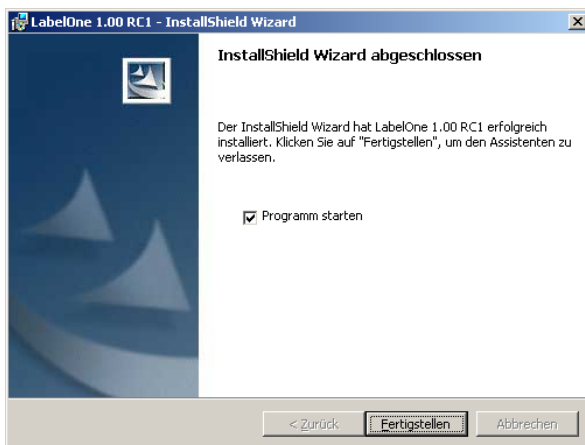 LabelOne 1.00 RC1 - InstallShield Wizard
InstallShield Wizard abgeschlossen
Der InstallShield Wizard hat LabelOne 1.00 RC1 erfolgreich
installiert. Klicken Sie auf "Fertigstellen", um den Assistenten zu
verlassen.
Programm starten
< Zurück
Fertigstellen
Abbrechen